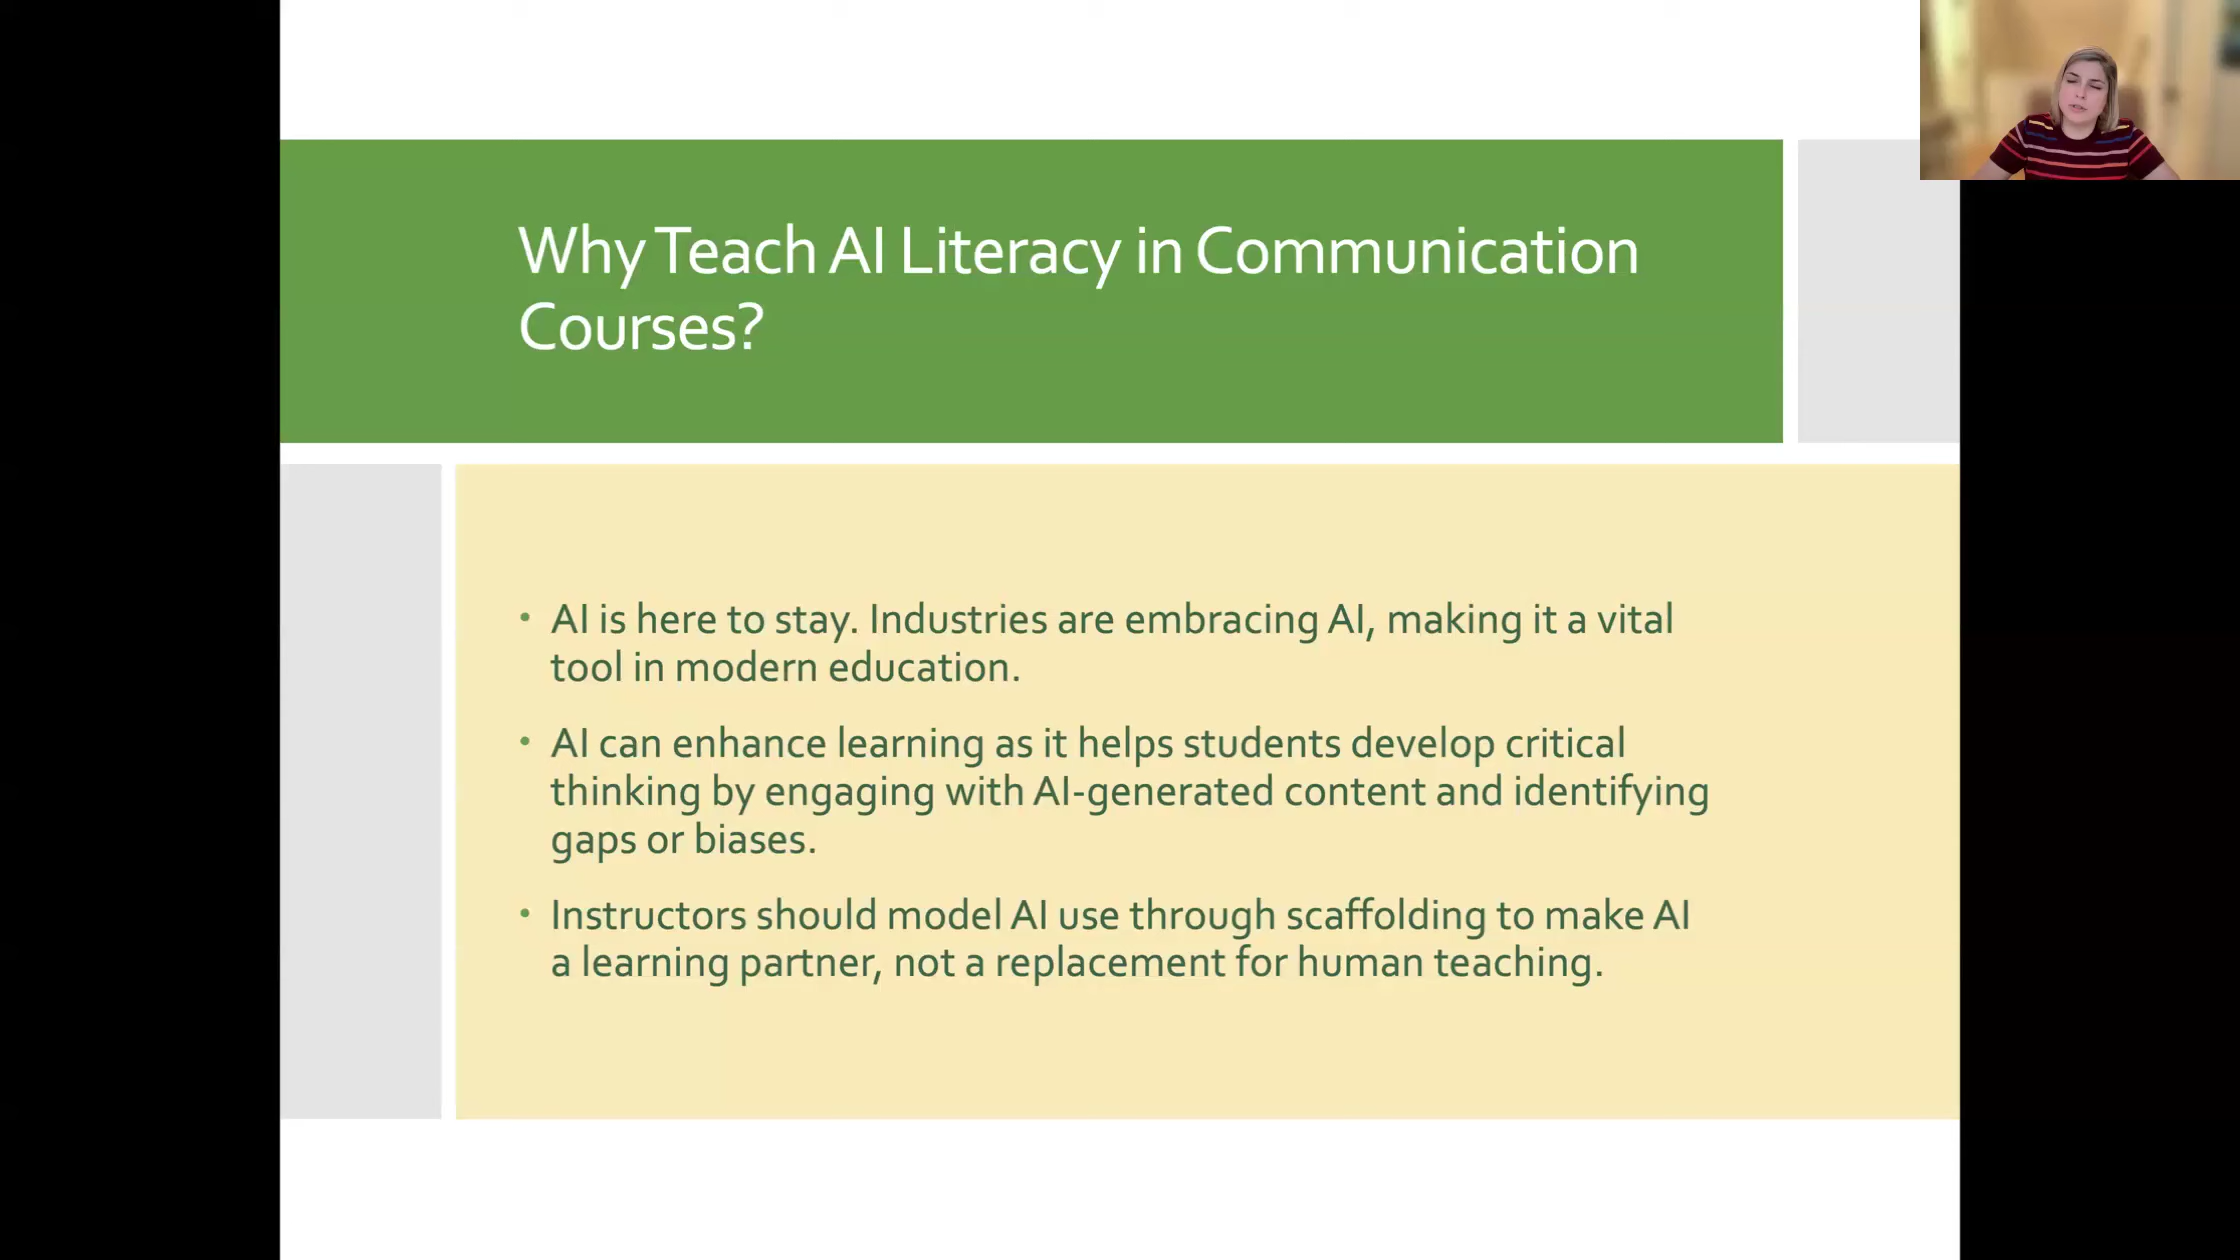 Why Teach AI Literacy in Communication
Courses?
• AI is here to stay. Industries are embracing AI, making it a vital
tool in modern education.
• AI can enhance learning as it helps students develop critical
thinking by engaging with AI-generated content and identifying
gaps or biases.
• Instructors should model AI use through scaffolding to make AI
a learning partner, not a replacement for human teaching.